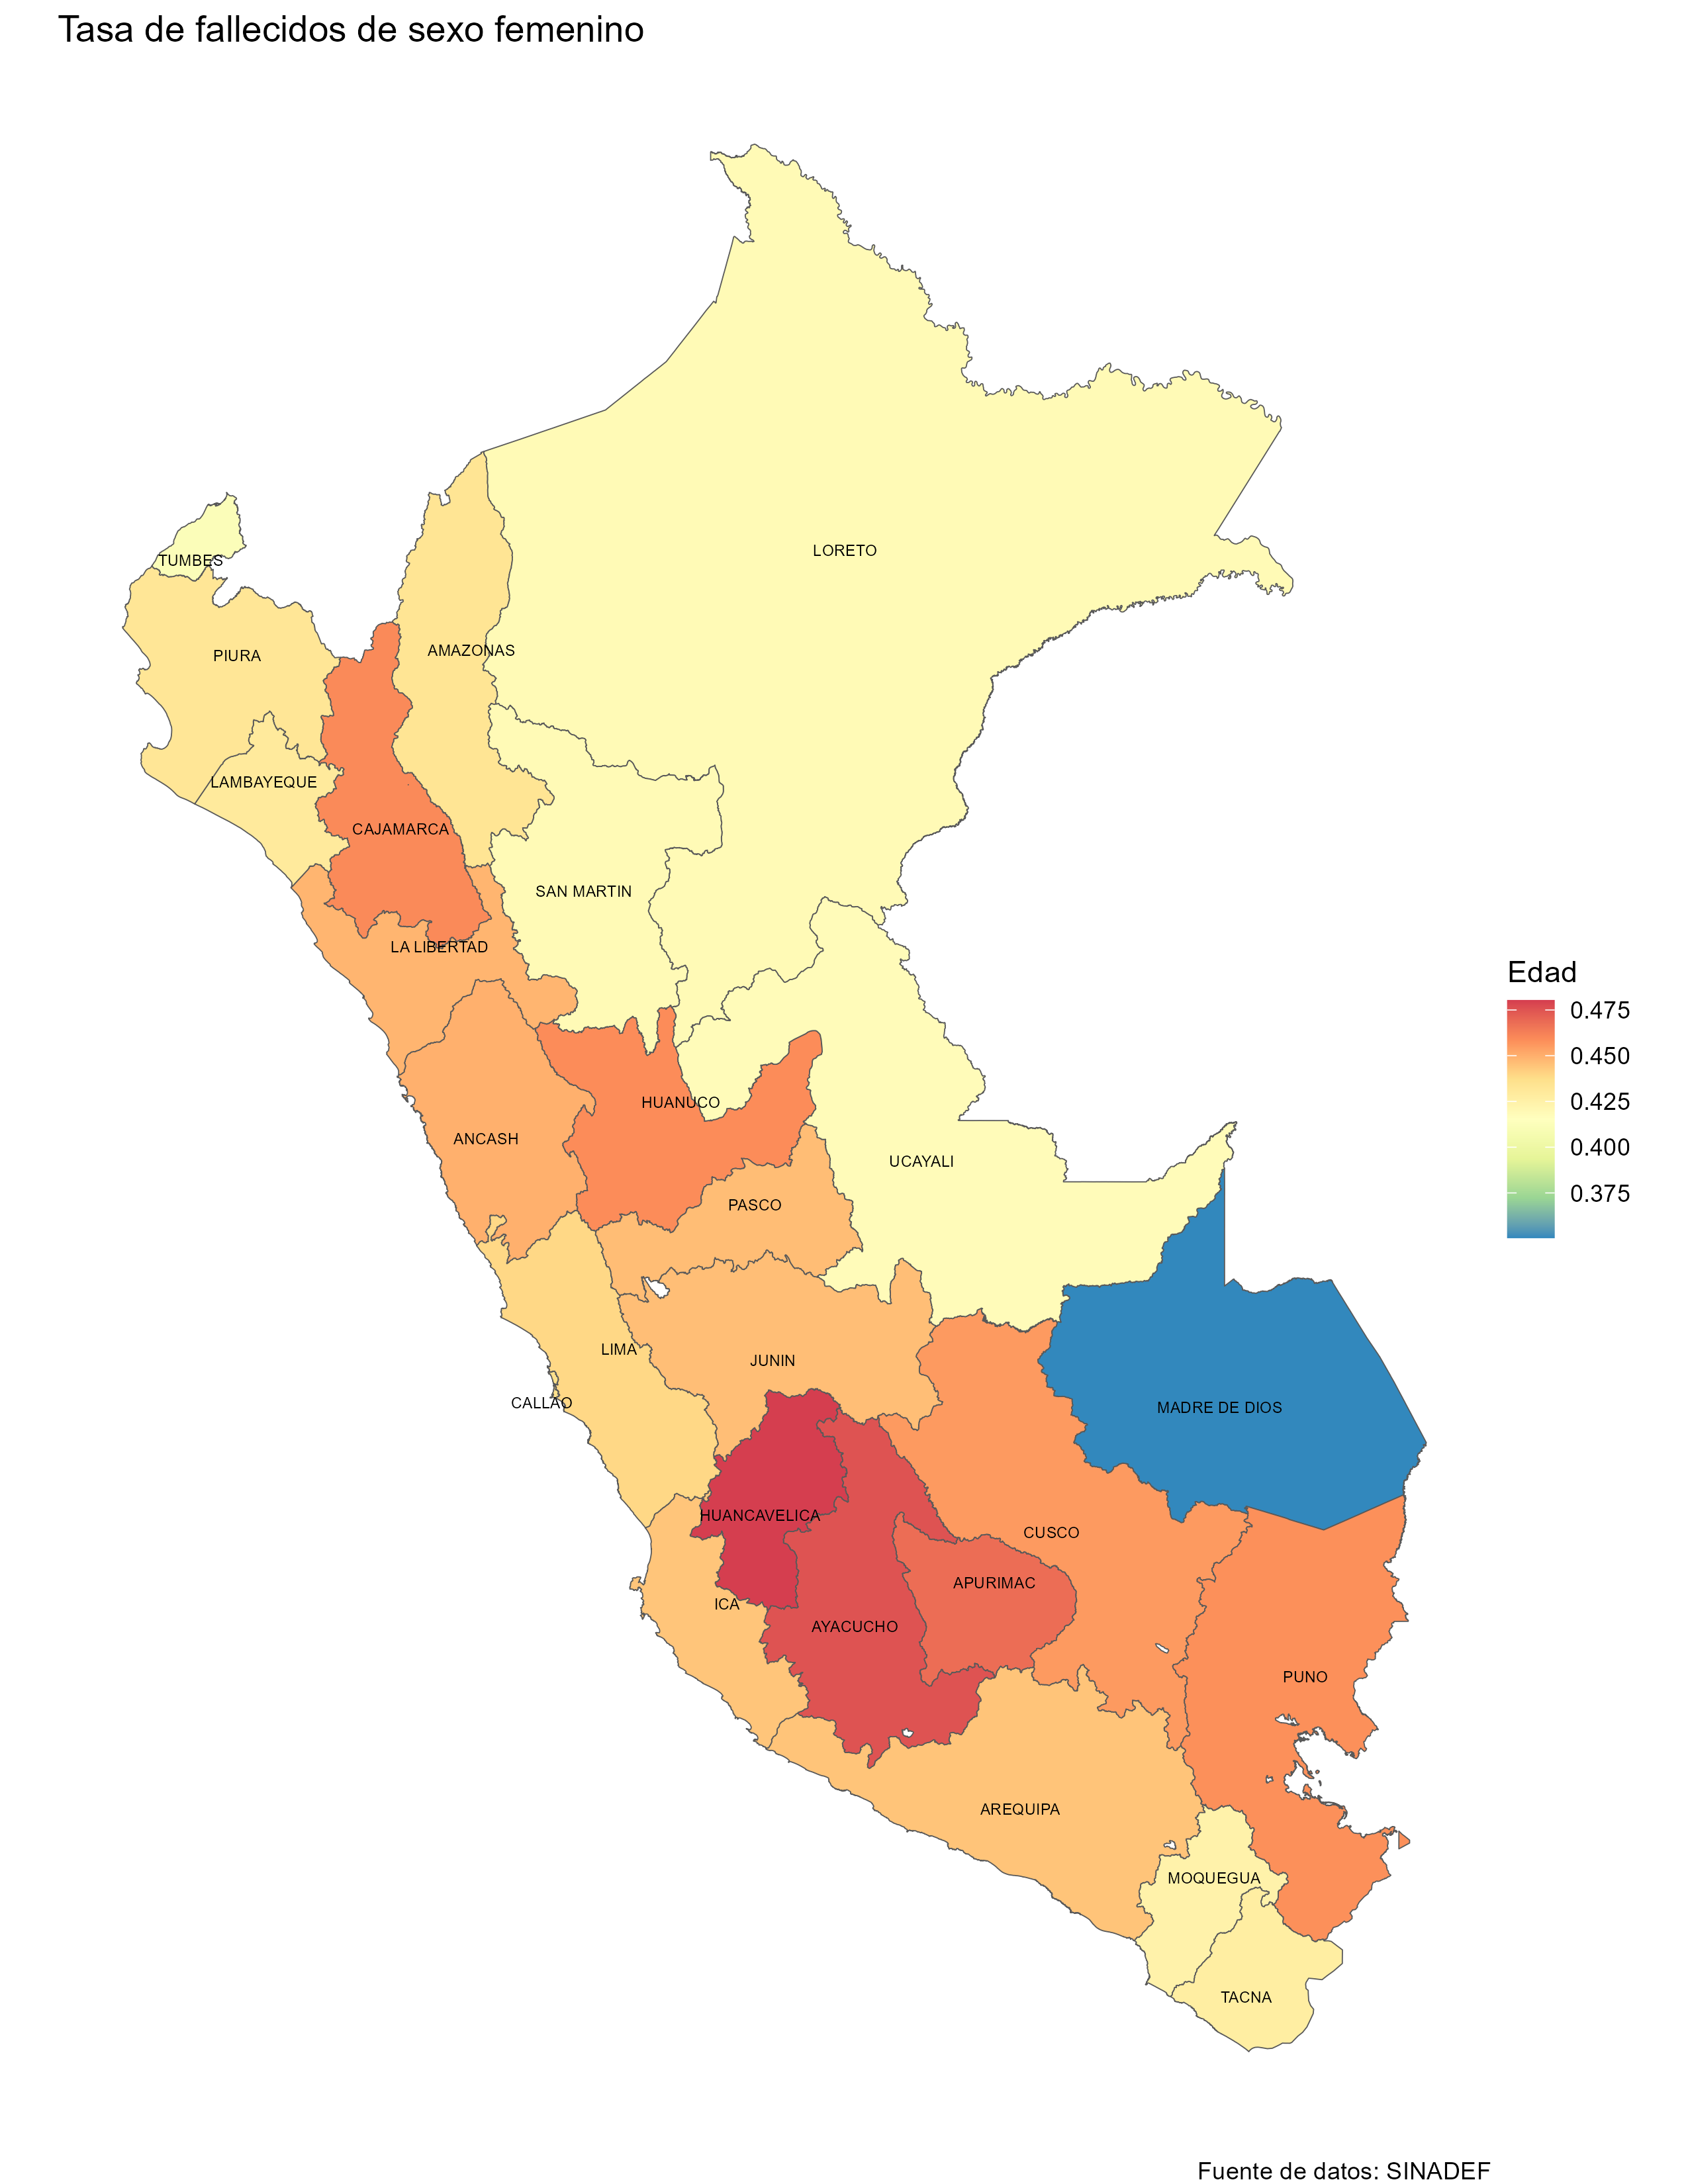 Tasa de fallecidos de sexo femenino
LORETO
TUMBES
AMAZONAS
PIURA
LAMBAYEQUE
CAJAMARCA
SAN MARTIN
LA LIBERTAD
HUANUCO
ANCASH
UCAYALI
PASCO
LIMA
JUNIN
CALLAO
MADRE DE DIOS
HUANCAVELICA
CUSCO
APURIMAC
ICA
AYACUCHO
PUNO
AREQUIPA
MOQUEGUA
TACNA
Edad
0.475
0.450
0.425
0.400
0.375
Fuente de datos: SINADEF